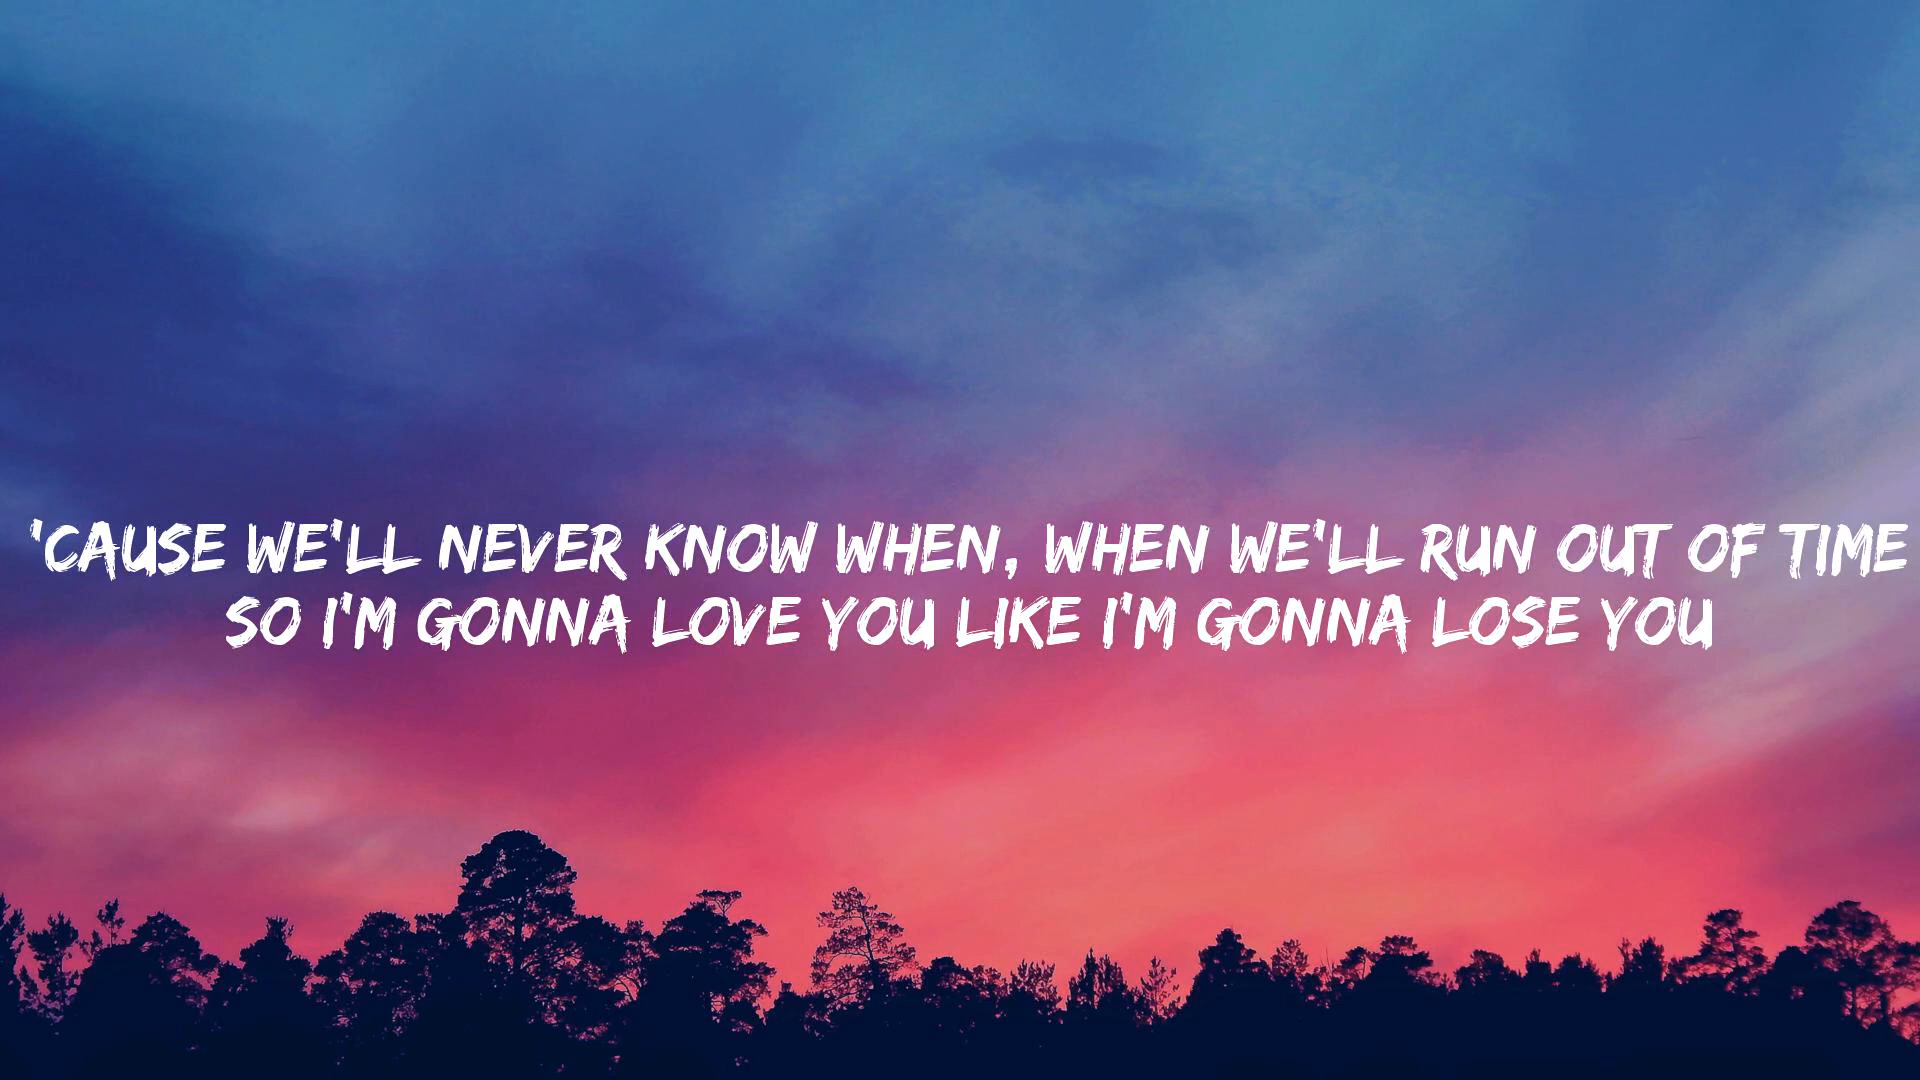 'CAUSE WE'LL NEVER KNOW WHEN, WHEN WE'LL RUN OUT OF TIME
SO I'M GONNA LOVE YOU LIKE I'M GONNA LOSE YOU